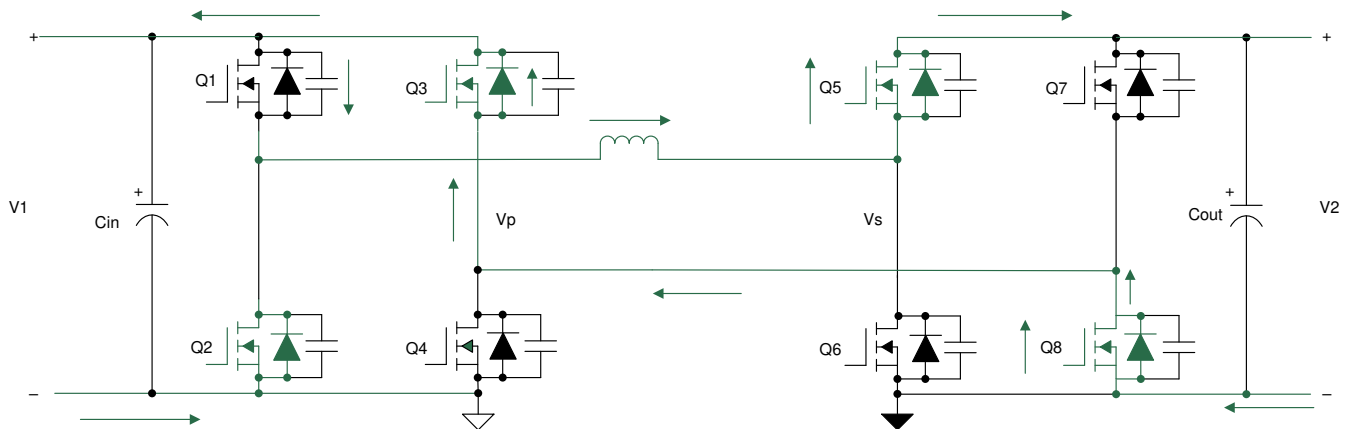 +
+
Q1
Q3
Q5
Q7
+
+
V1
Cin
Vp
Vs
Cout
V2
Q2
Q4
Q6
Q8
–
–